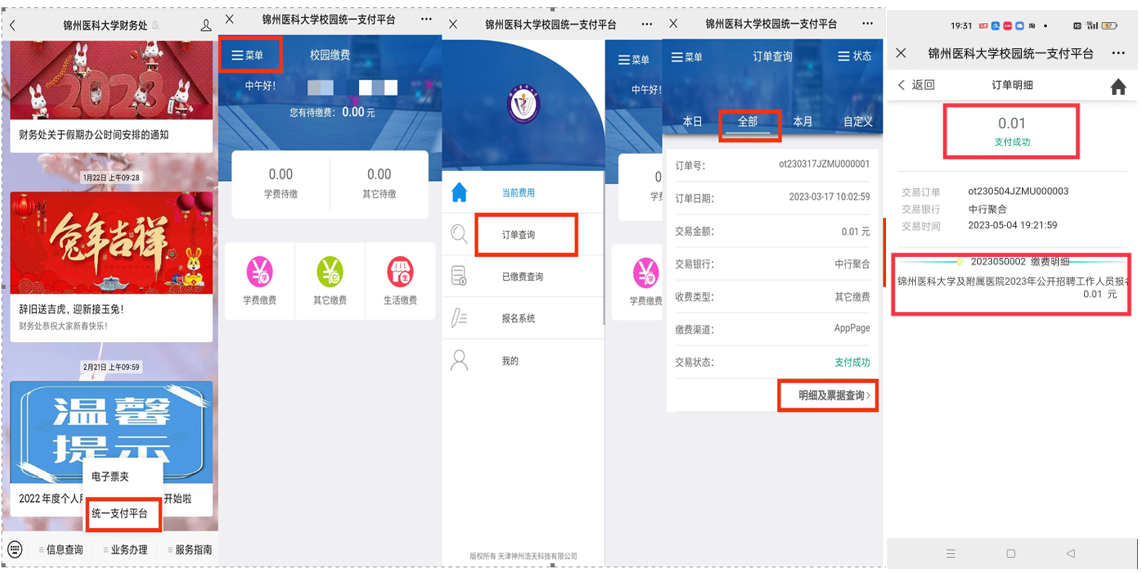 锦州医科大学财务处
2023
财务处关于假期办公时间安排的通知
1月22日 上午09:28
兔年吉祥
辞旧送吉虎，迎新接玉兔！
财务处恭祝大家新春快乐！
2月21日 上午09:59
温馨
提示
电子票夹
2022年度个人所
开始啦
统一支付平台
信息查询
业务办理
服务指南
锦州医科大学校园统一支付平台
菜单
校园缴费
中午好！
您有待缴费：0.00 元
0.00
学费待缴
0.00
其它待缴
学费缴费
其它缴费
生活缴费
锦州医科大学校园统一支付平台
当前费用
订单查询
已缴费查询
报名系统
我的
版权所有 天津神州浩天科技有限公司
菜单
中午好!
0
学费
学费缴费
锦州医科大学校园统一支付平台
菜单
订单查询
状态
本日
全部
本月
自定义
订单号：
ot230317JZMU000001
订单日期：
2023-03-17 10:02:59
交易金额：
0.01 元
交易银行：
中行聚合
收费类型：
其它缴费
缴费渠道：
AppPage
交易状态：
支付成功
明细及票据查询
19:31
57
锦州医科大学校园统一支付平台
返回
订单明细
0.01
支付成功
交易订单 ot230504JZMU000003
交易银行 中行聚合
交易时间 2023-05-04 19:21:59
2023050002 缴费明细
锦州医科大学及附属医院2023年公开招聘工作人员报名
0.01 元